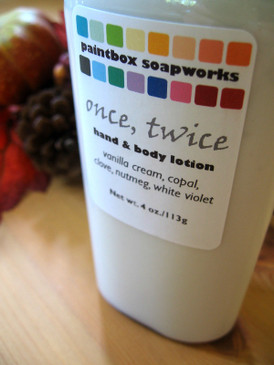 paintbox soapworks
once, twice
hand & body lotion
vanilla cream, copal,
clove, nutmeg, white violet
Net wt. 4 oz./113g